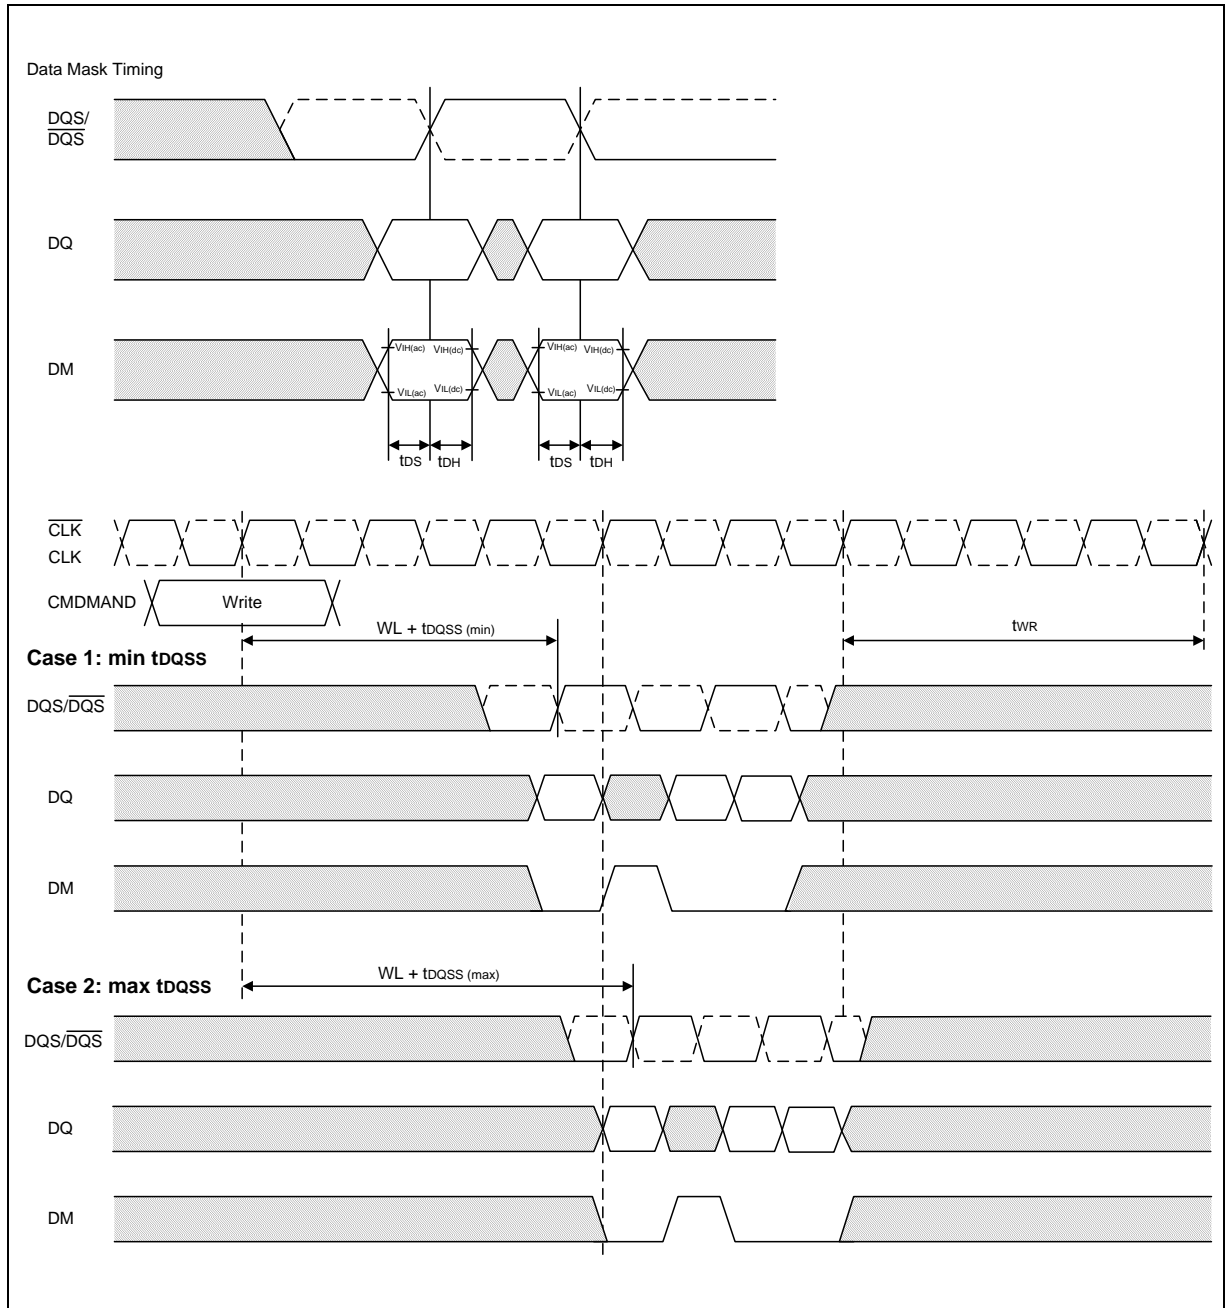 Data Mask Timing
DQS/
DQS
DQ
DM
VIH(ac) VIH(dc) VIH(ac) VIH(dc)
VIL(ac) VIL(dc) VIL(ac) VIL(dc)
tDS tDH tDS tDH
CLK
CLK
CMDMAND Write
WL + tDQSS (min) tWR
Case 1: min tDQSS
DQS/DQS
DQ
DM
WL + tDQSS (max)
Case 2: max tDQSS
DQS/DQS
DQ
DM